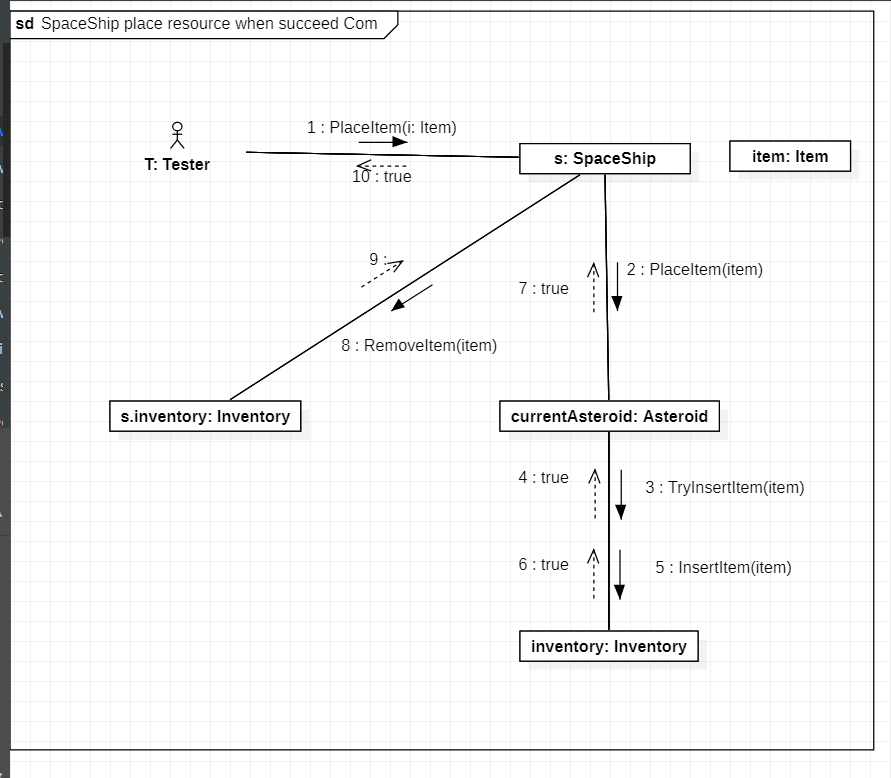 sd SpaceShip place resource when succeed Com
1 : PlaceItem(i: Item)
T: Tester
s: SpaceShip
item: Item
10 : true
9 :
2 : PlaceItem(item)
7 : true
8 : RemoveItem(item)
s.inventory: Inventory
currentAsteroid: Asteroid
4 : true
3 : TryInsertItem(item)
6 : true
5 : InsertItem(item)
inventory: Inventory